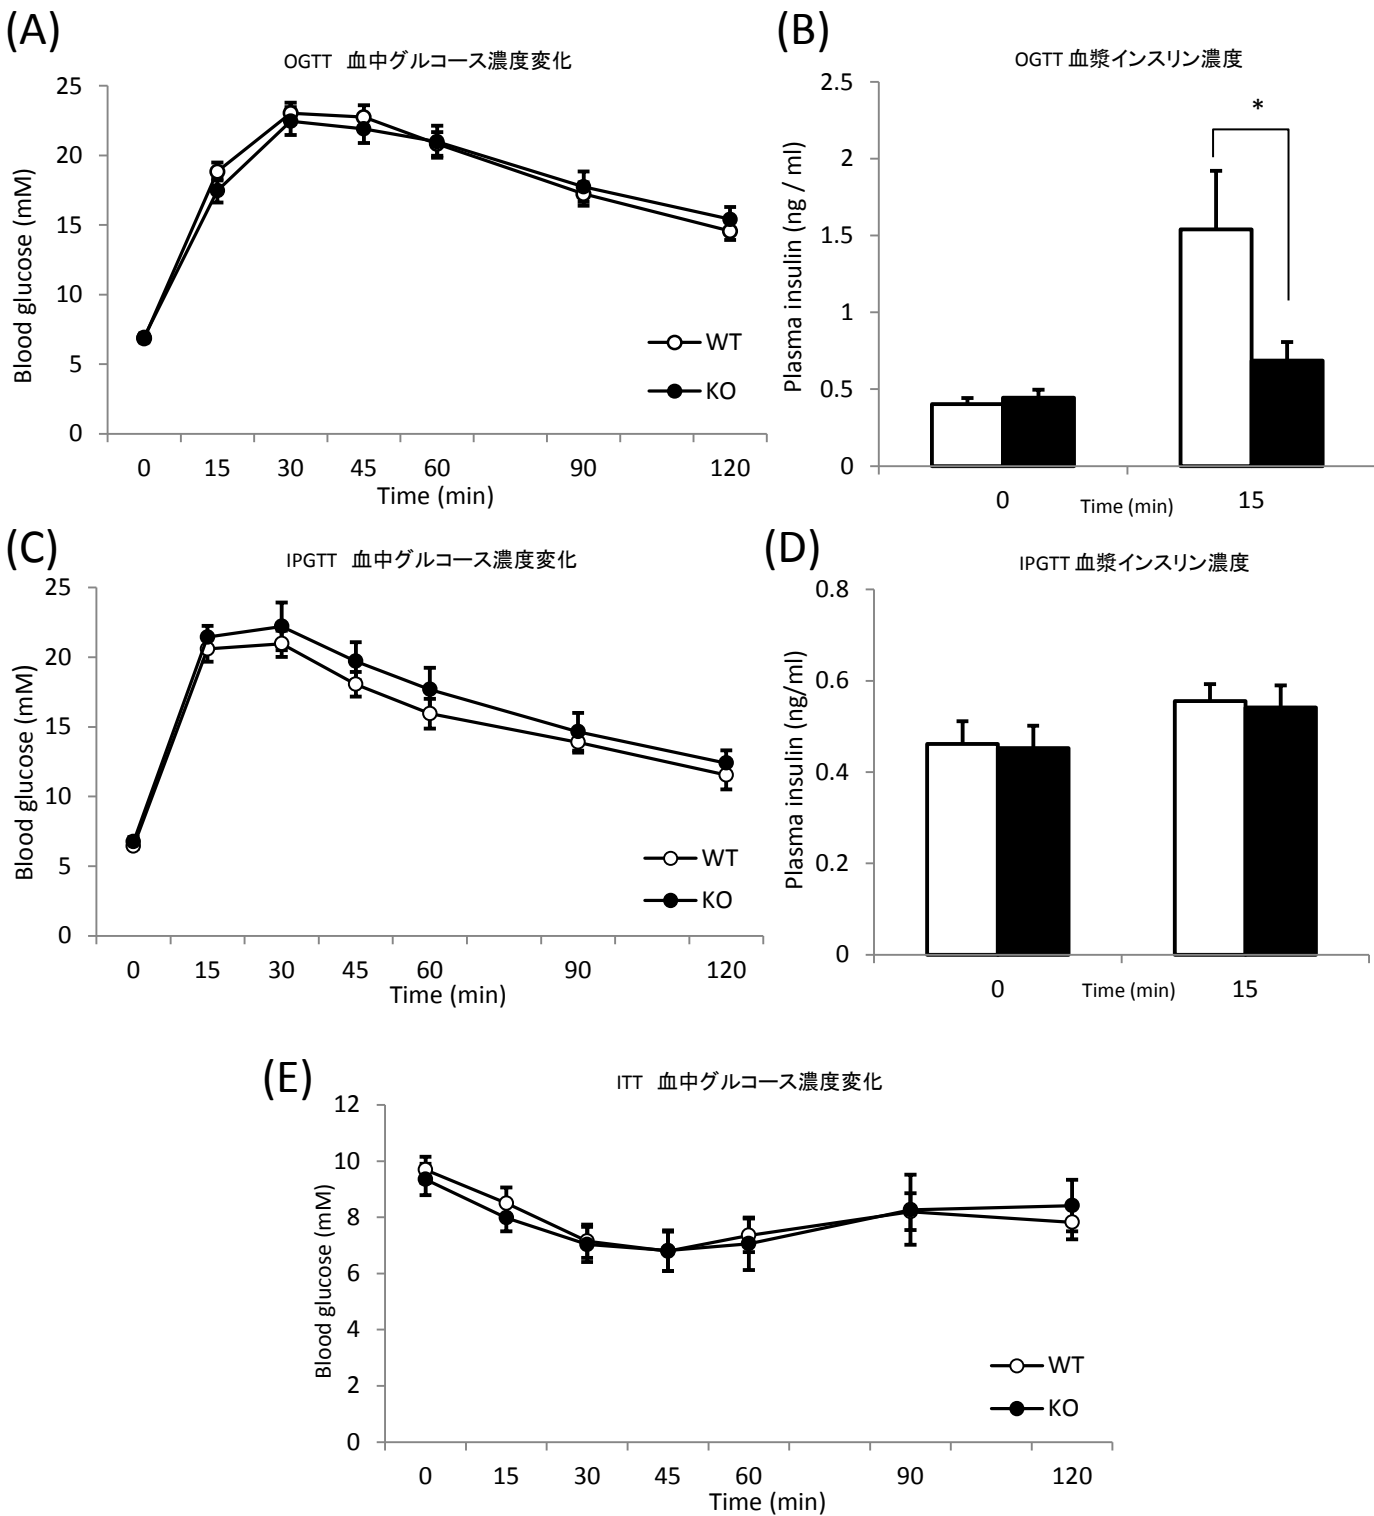 (A)
OGTT 血中グルコース濃度変化
25
20
15
10
5
0
Blood glucose (mM)
WT
KO
0 15 30 45 60 90 120
Time (min)
(B)
OGTT 血漿インスリン濃度
2.5
2
1.5
1
0.5
0
Plasma insulin (ng / ml)
*
0 Time (min) 15
(C)
IPGTT 血中グルコース濃度変化
25
20
15
10
5
0
Blood glucose (mM)
WT
KO
0 15 30 45 60 90 120
Time (min)
(D)
IPGTT 血漿インスリン濃度
0.8
0.6
0.4
0.2
0
Plasma insulin (ng/ml)
0 Time (min) 15
(E)
ITT 血中グルコース濃度変化
12
10
8
6
4
2
0
Blood glucose (mM)
WT
KO
0 15 30 45 60 90 120
Time (min)